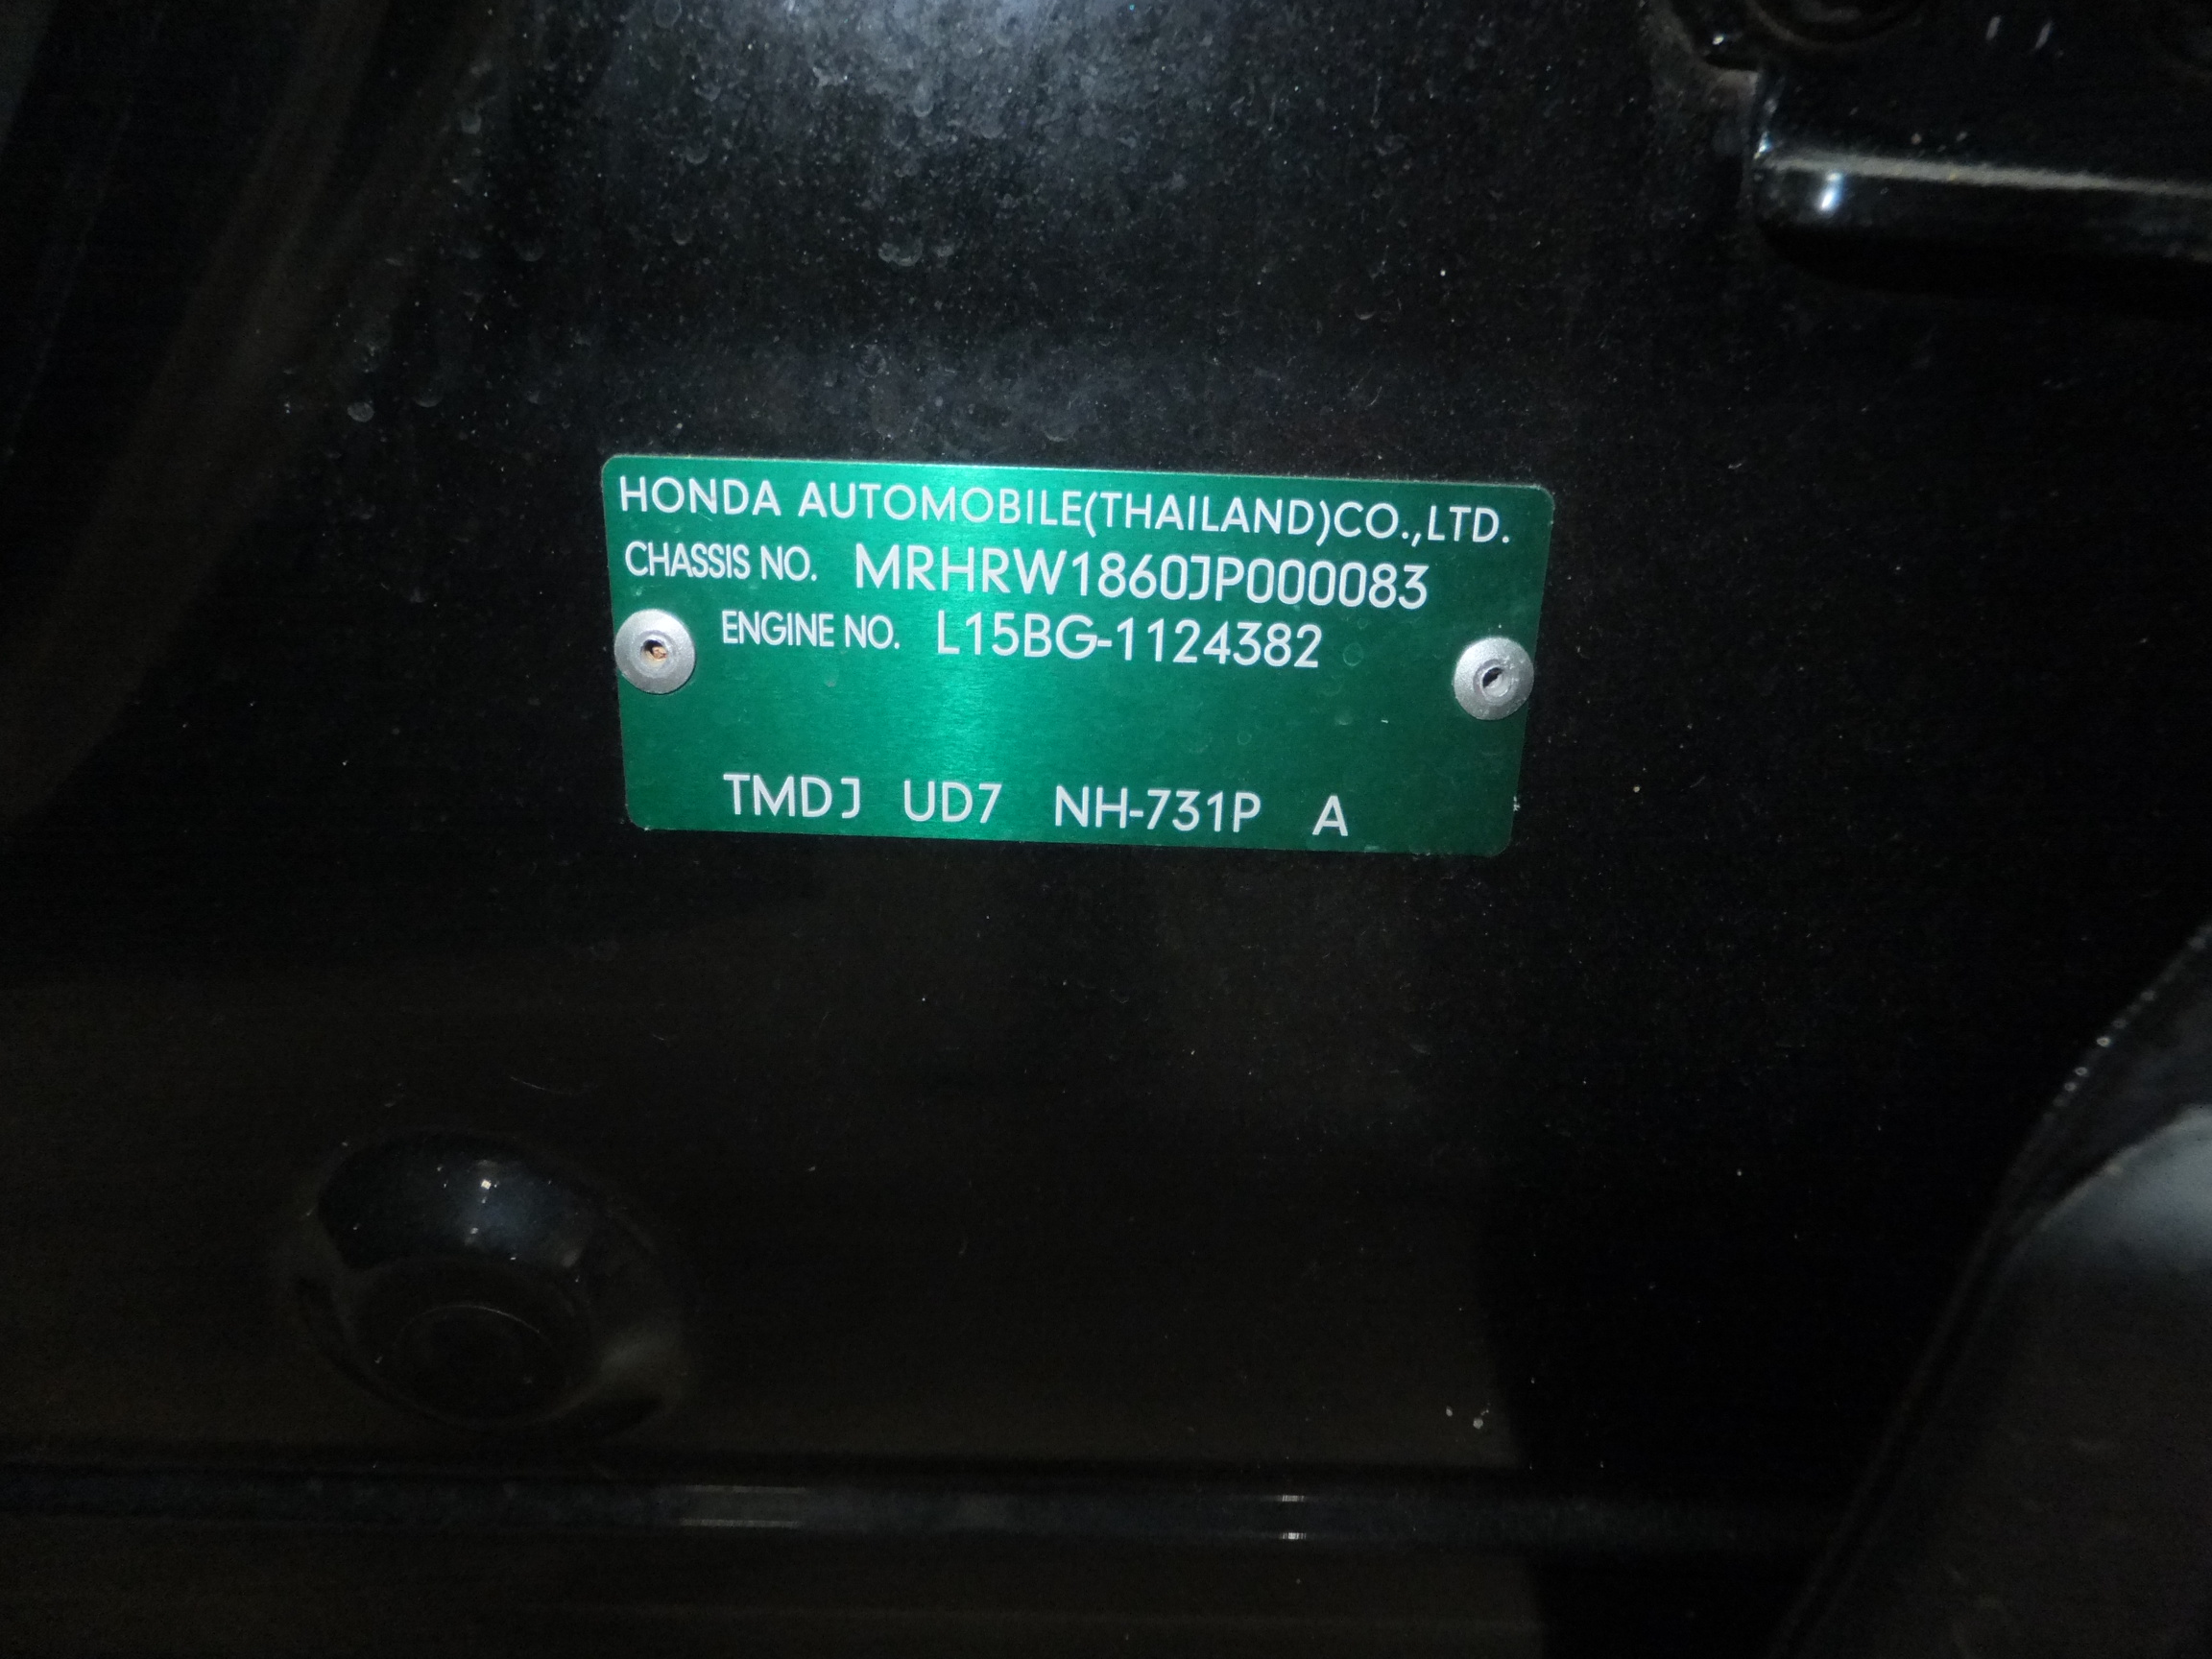 HONDA AUTOMOBILE(THAILAND)CO.,LTD.
CHASSIS NO. MRHRW1860JP000083
ENGINE NO. L15BG-1124382
TMDJ UD7 NH-731P A